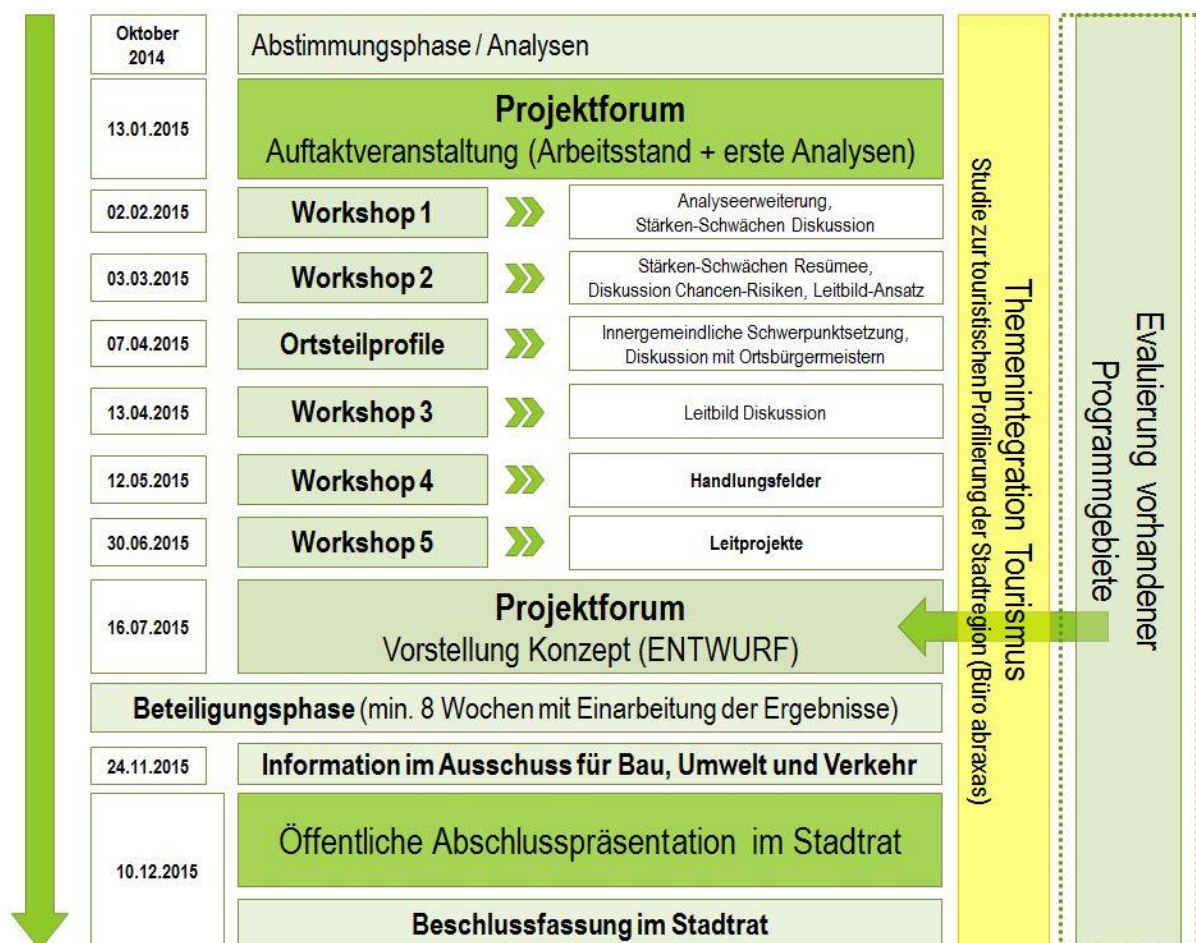 Oktober
2014
Abstimmungsphase / Analysen
13.01.2015
Projektforum
Auftaktveranstaltung (Arbeitsstand + erste Analysen)
02.02.2015
Workshop 1
Analyseerweiterung,
Stärken-Schwächen Diskussion
03.03.2015
Workshop 2
Stärken-Schwächen Resümee,
Diskussion Chancen-Risiken, Leitbild-Ansatz
07.04.2015
Ortsteilprofile
Innergemeindliche Schwerpunktsetzung,
Diskussion mit Ortsbürgermeistern
13.04.2015
Workshop 3
Leitbild Diskussion
12.05.2015
Workshop 4
Handlungsfelder
30.06.2015
Workshop 5
Leitprojekte
16.07.2015
Projektforum
Vorstellung Konzept (ENTWURF)
Beteiligungsphase (min. 8 Wochen mit Einarbeitung der Ergebnisse)
24.11.2015
Information im Ausschuss für Bau, Umwelt und Verkehr
10.12.2015
Öffentliche Abschlusspräsentation im Stadtrat
Beschlussfassung im Stadtrat
Themenintegration Tourismus
Studie zur touristischen Profilierung der Stadtregion (Büro abraxas)
Evaluierung vorhandener
Programmgebiete